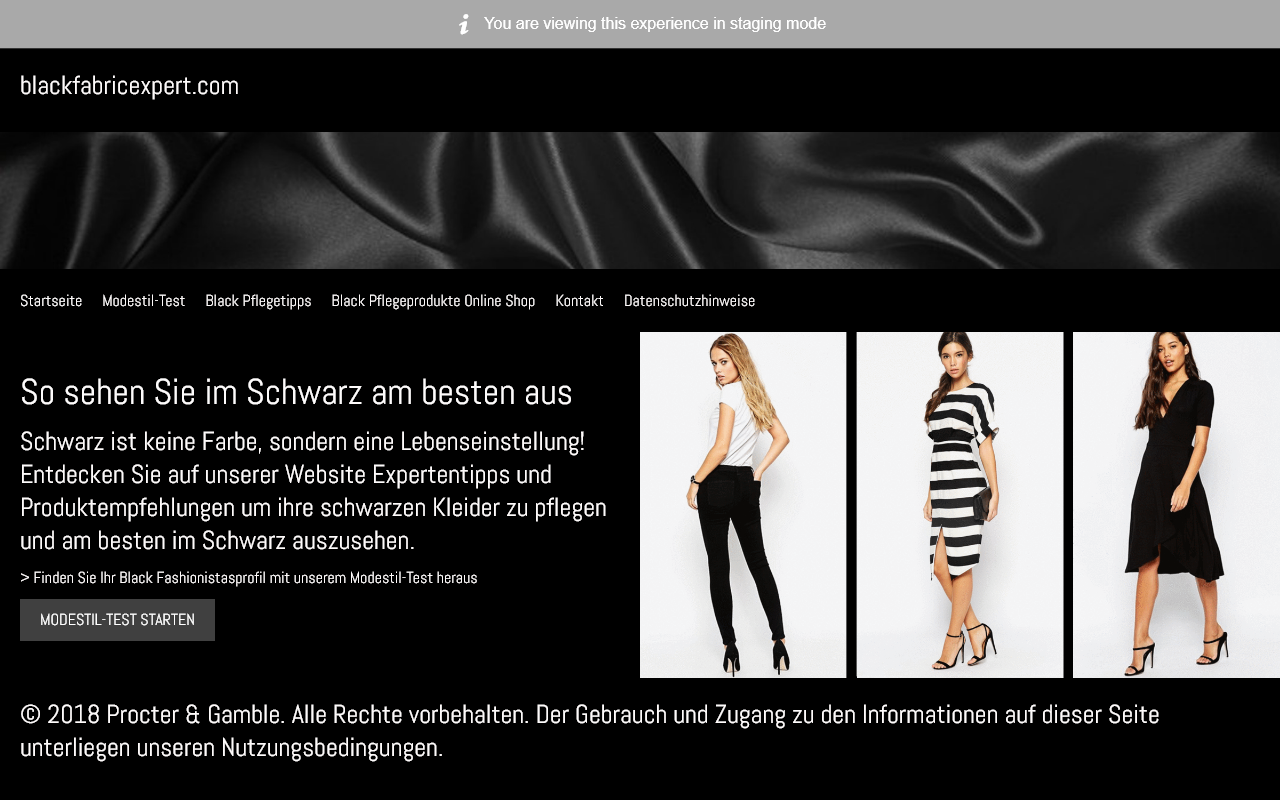 You are viewing this experience in staging mode
blackfabricexpert.com
Startseite Modestil-Test Black Pflegetipps Black Pflegeprodukte Online Shop Kontakt Datenschutzhinweise
So sehen Sie im Schwarz am besten aus
Schwarz ist keine Farbe, sondern eine Lebenseinstellung!
Entdecken Sie auf unserer Website Expertentipps und
Produktempfehlungen um ihre schwarzen Kleider zu pflegen
und am besten im Schwarz auszusehen.
> Finden Sie Ihr Black Fashionistasprofil mit unserem Modestil-Test heraus
MODESTIL-TEST STARTEN
© 2018 Procter & Gamble. Alle Rechte vorbehalten. Der Gebrauch und Zugang zu den Informationen auf dieser Seite
unterliegen unseren Nutzungsbedingungen.